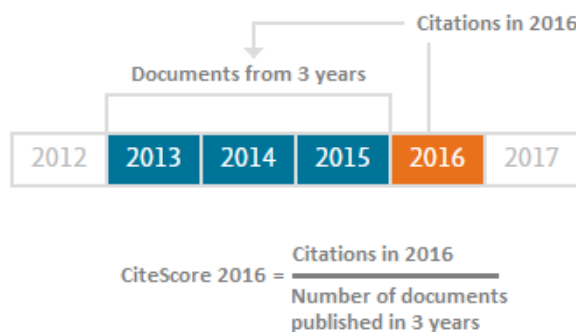 Citations in 2016
Documents from 3 years
2012 2013 2014 2015 2016 2017
CiteScore 2016 = Citations in 2016
Number of documents
published in 3 years